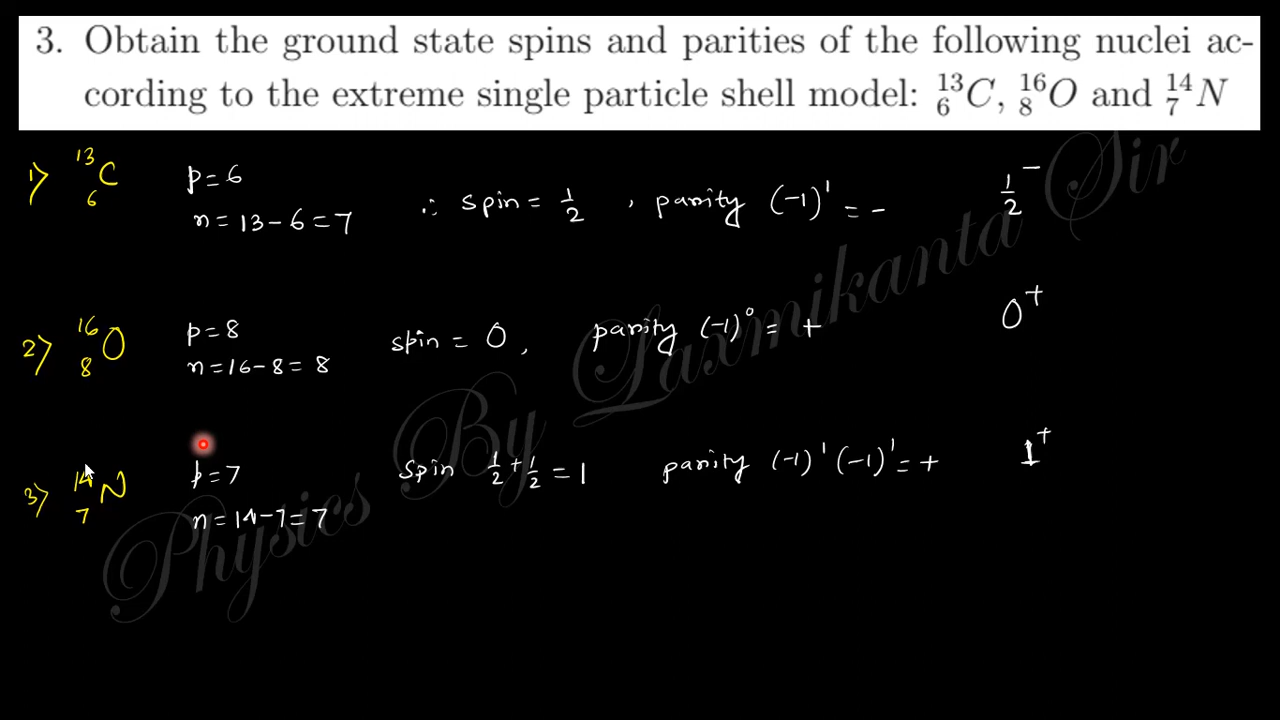 3. Obtain the ground state spins and parities of the following nuclei ac-
cording to the extreme single particle shell model: ¹³₆C, ¹⁶₈O and ¹⁴₇N
1) ¹³₆C p = 6
n = 13 - 6 = 7 ∴ spin = 1/2 , parity (-1)¹ = - 1/2⁻
2) ¹⁶₈O p = 8
n = 16 - 8 = 8 spin = 0, parity (-1)⁰ = + 0⁺
3) ¹⁴₇N p = 7
n = 14 - 7 = 7 spin 1/2 + 1/2 = 1 parity (-1)¹ (-1)¹ = + 1⁺
Physics By Laxmikanta Sir